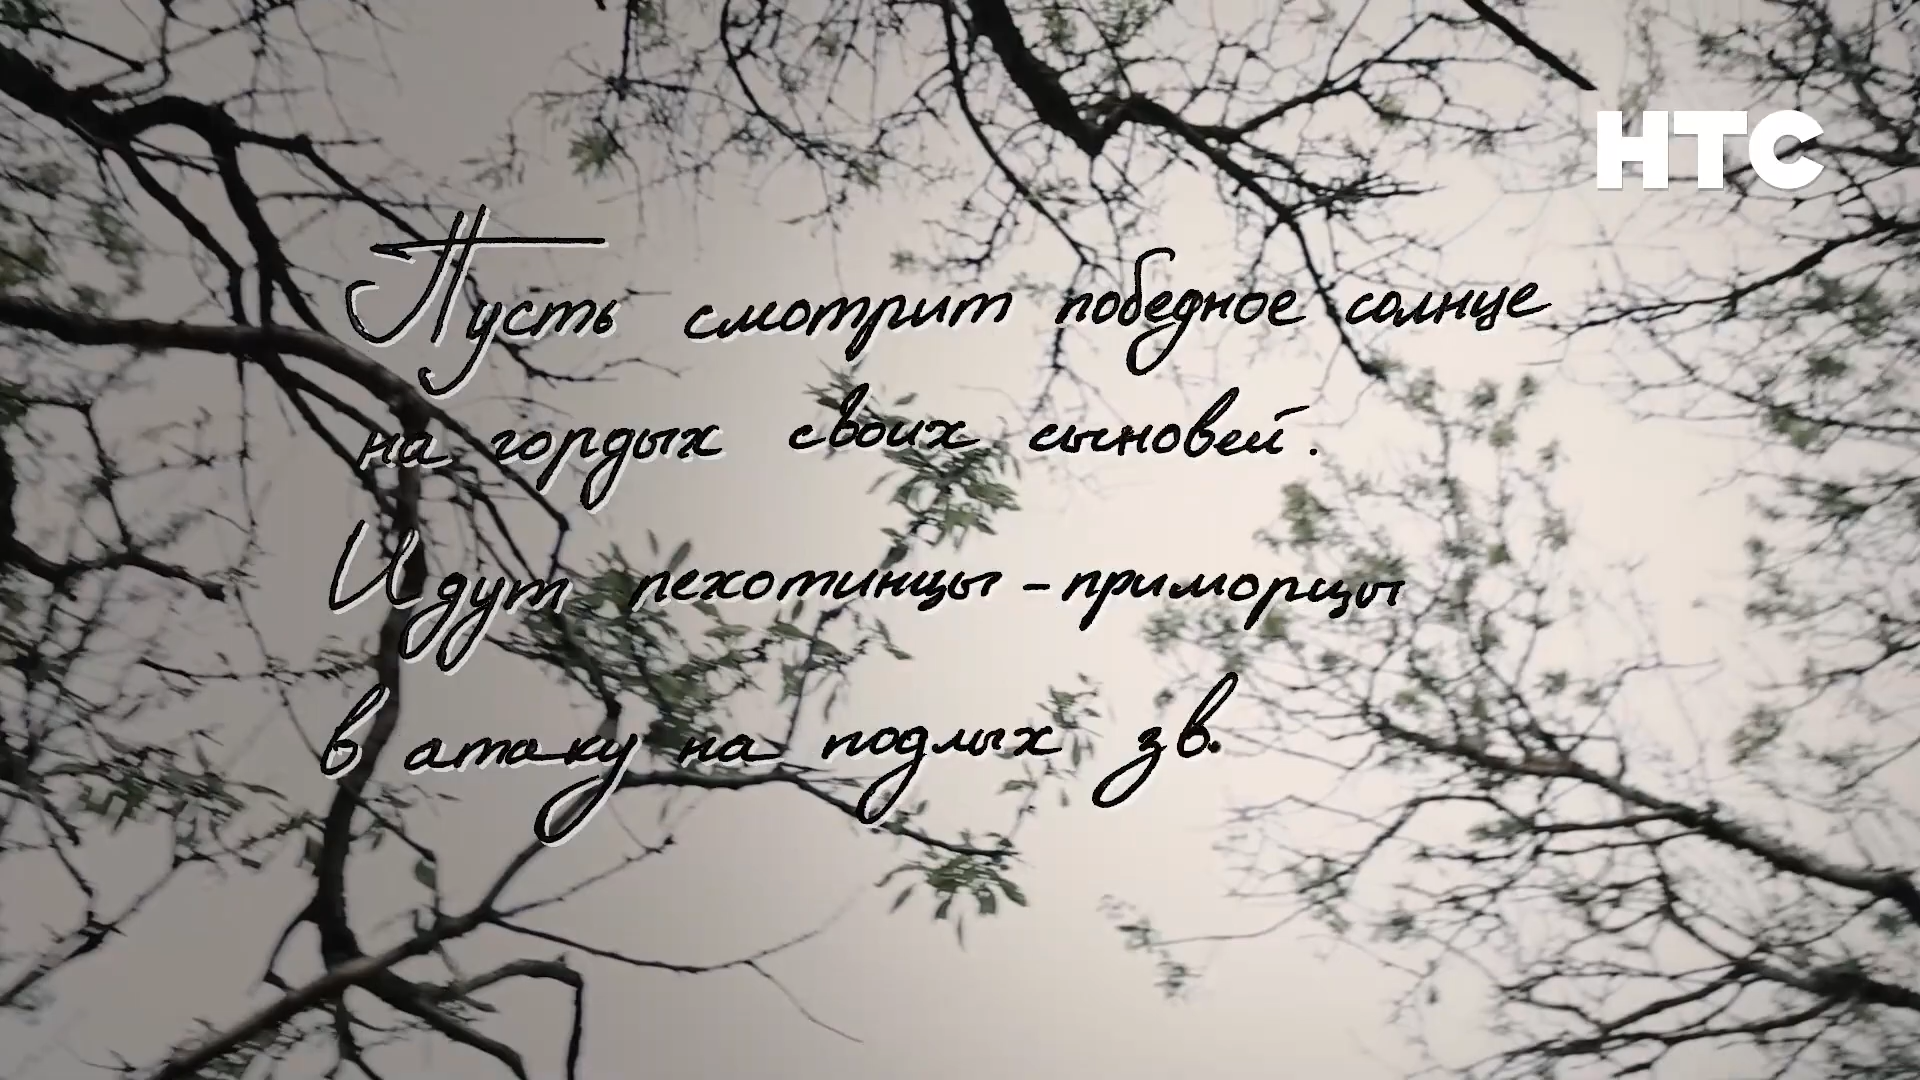 НТС
Пусть смотрит победное солнце
на гордых своих сыновей.
Идут пехотинцы - приморцы
в атаку на подлых зв